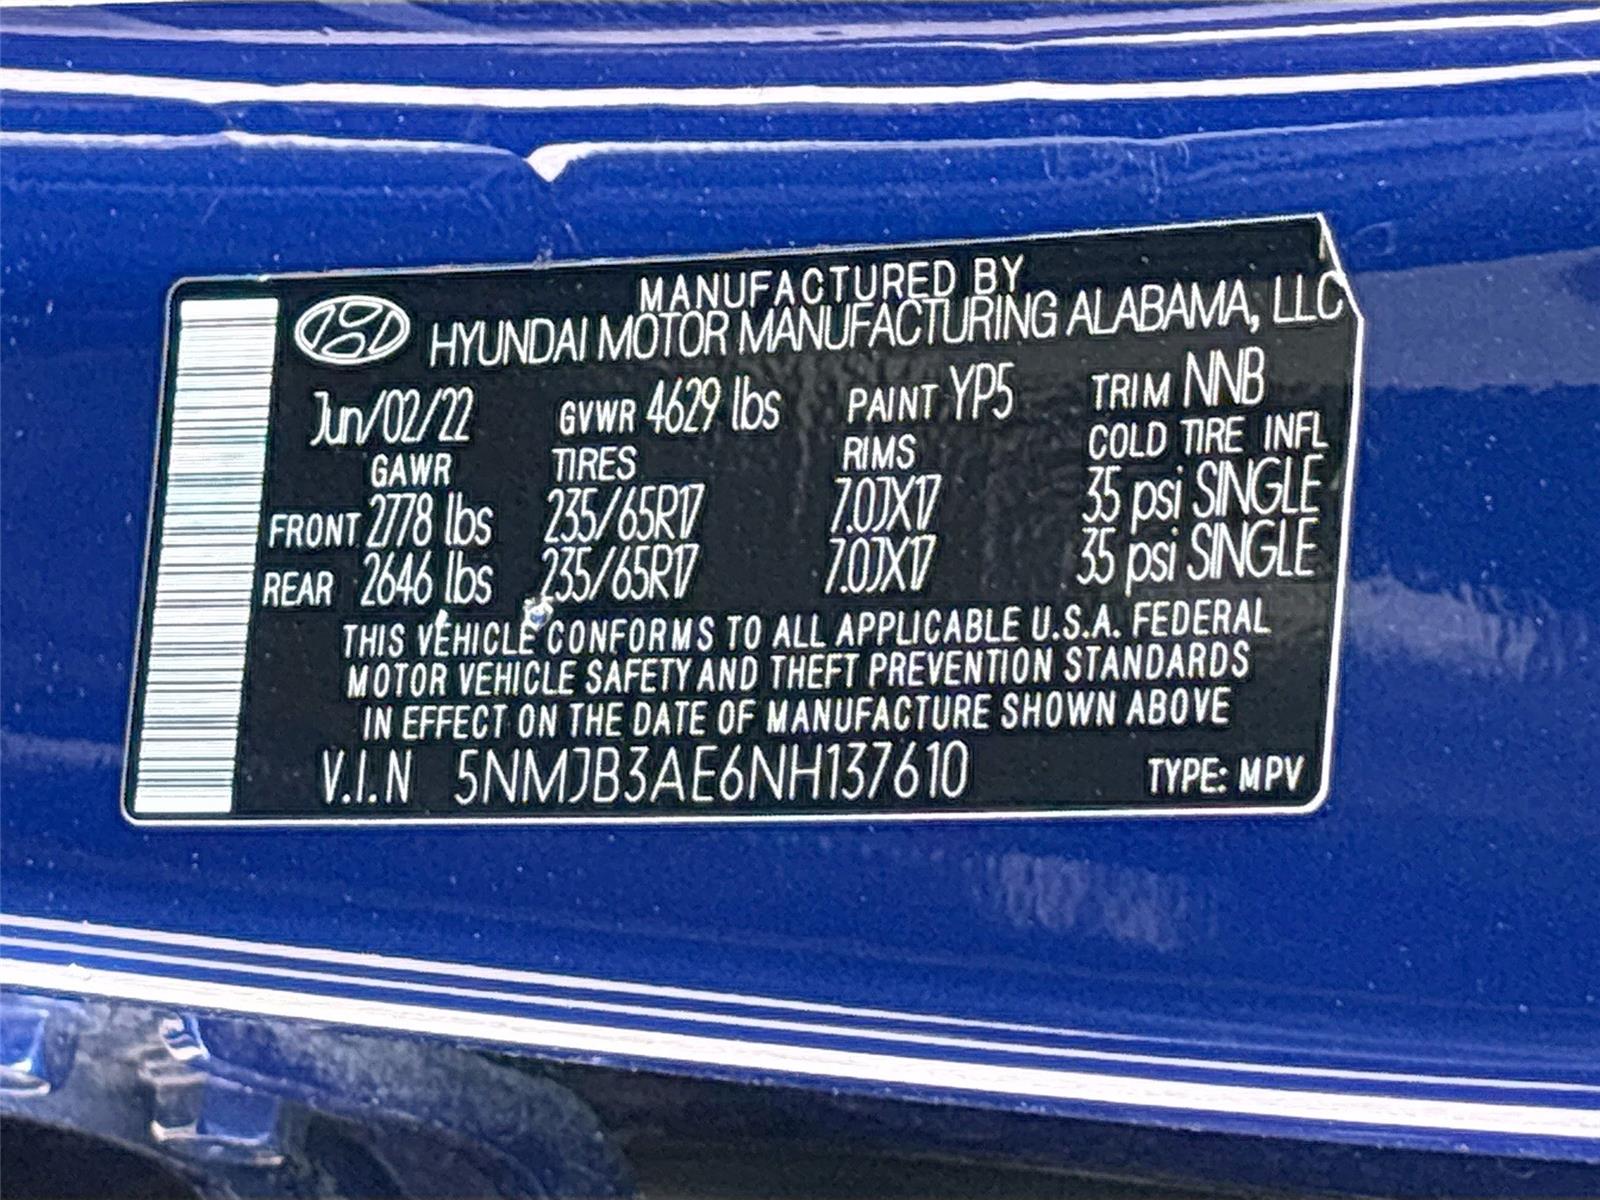 MANUFACTURED BY
HYUNDAI MOTOR MANUFACTURING ALABAMA, LLC
Jun/02/22 GVWR 4629 lbs PAINT YP5 TRIM NNB
GAWR TIRES RIMS COLD TIRE INFL
FRONT 2778 lbs 235/65R17 7.0JX17 35 psi SINGLE
REAR 2646 lbs 235/65R17 7.0JX17 35 psi SINGLE
THIS VEHICLE CONFORMS TO ALL APPLICABLE U.S.A. FEDERAL
MOTOR VEHICLE SAFETY AND THEFT PREVENTION STANDARDS
IN EFFECT ON THE DATE OF MANUFACTURE SHOWN ABOVE
V.I.N 5NMJB3AE6NH137610 TYPE: MPV